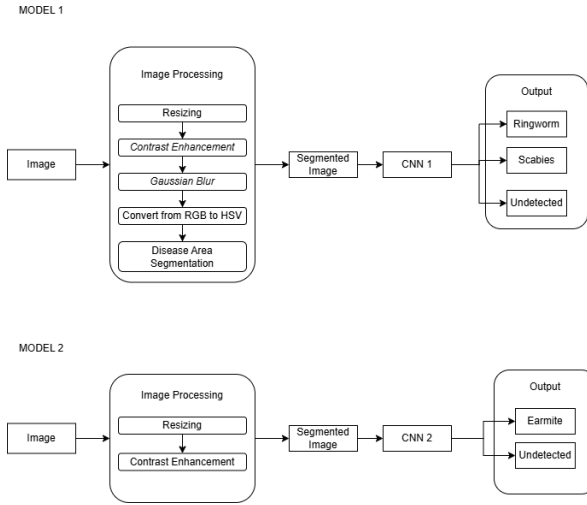 MODEL 1
Image Processing
Resizing
Contrast Enhancement
Gaussian Blur
Convert from RGB to HSV
Disease Area
Segmentation
Image
Segmented
Image
CNN 1
Output
Ringworm
Scabies
Undetected
MODEL 2
Image Processing
Resizing
Contrast Enhancement
Image
Segmented
Image
CNN 2
Output
Earmite
Undetected